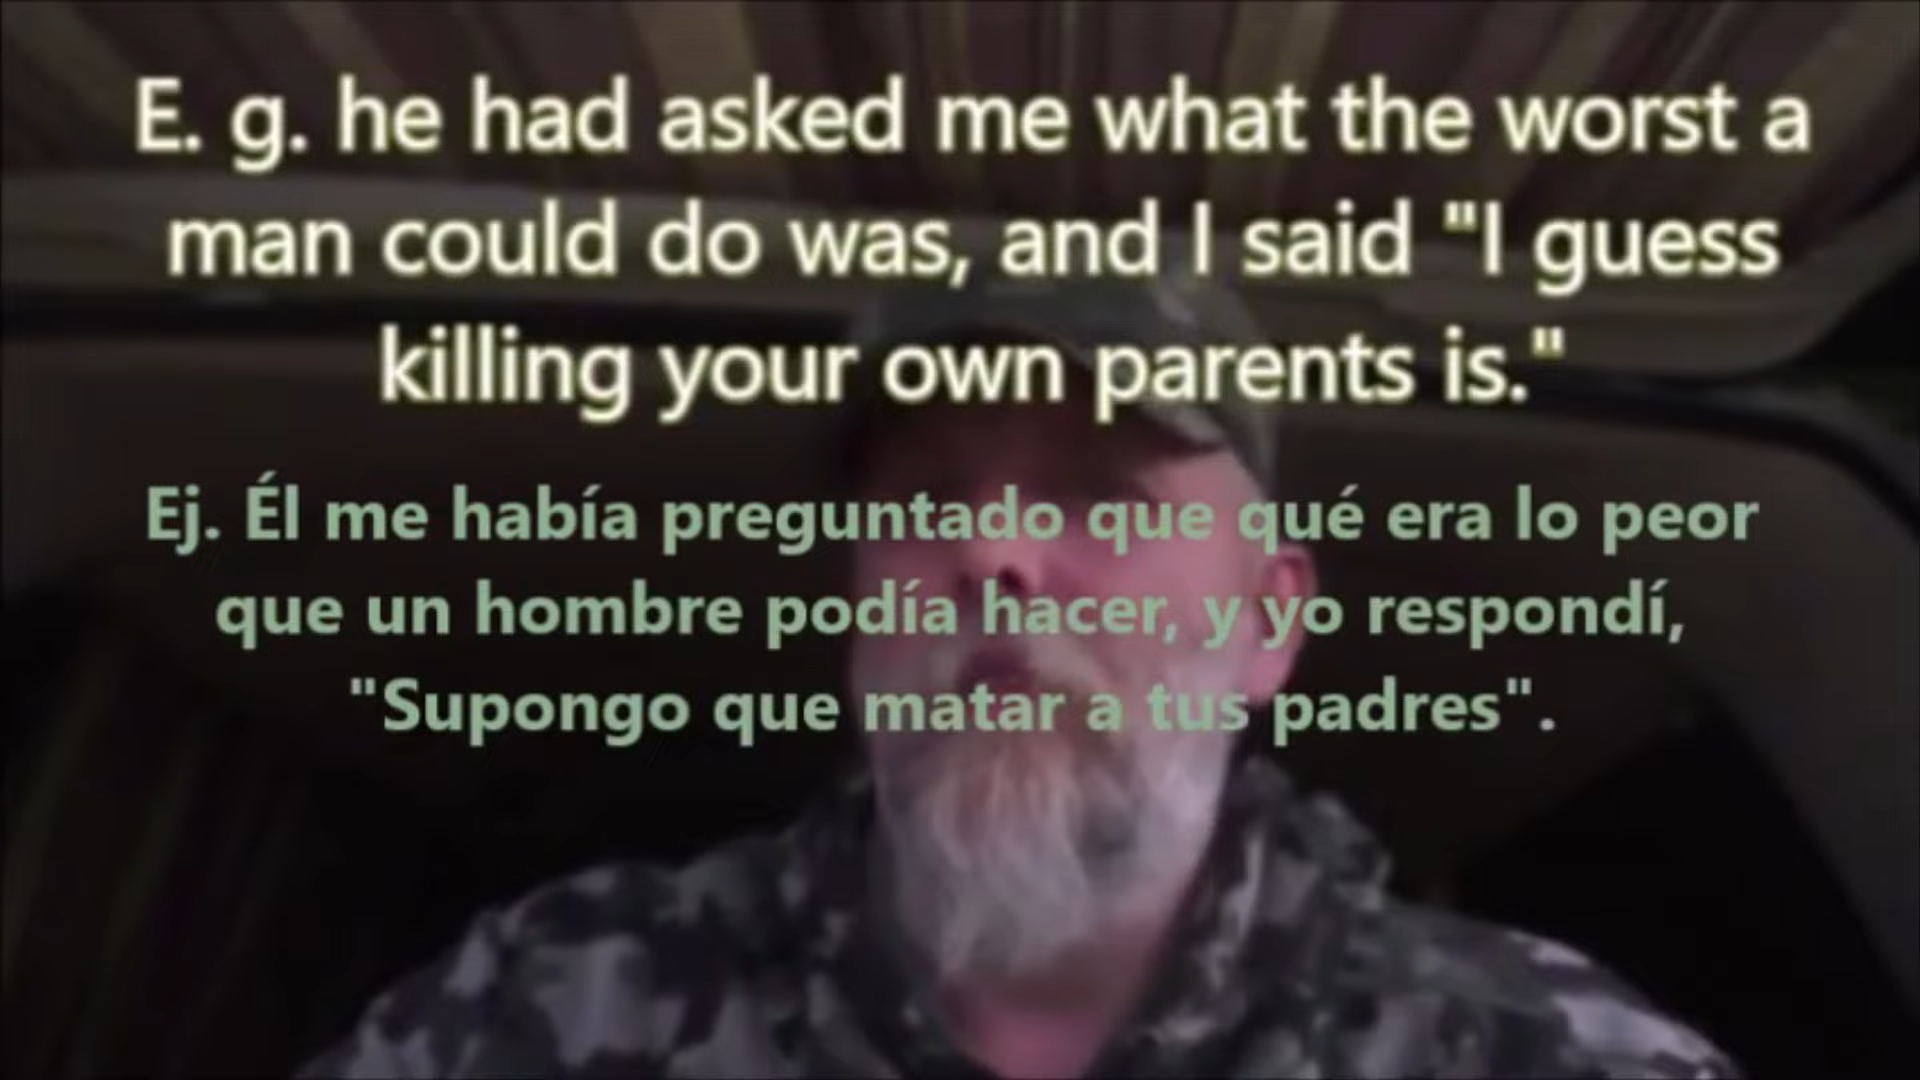 E. g. he had asked me what the worst a
man could do was, and I said "I guess
killing your own parents is."
Ej. Él me había preguntado que qué era lo peor
que un hombre podía hacer, y yo respondí,
"Supongo que matar a tus padres".